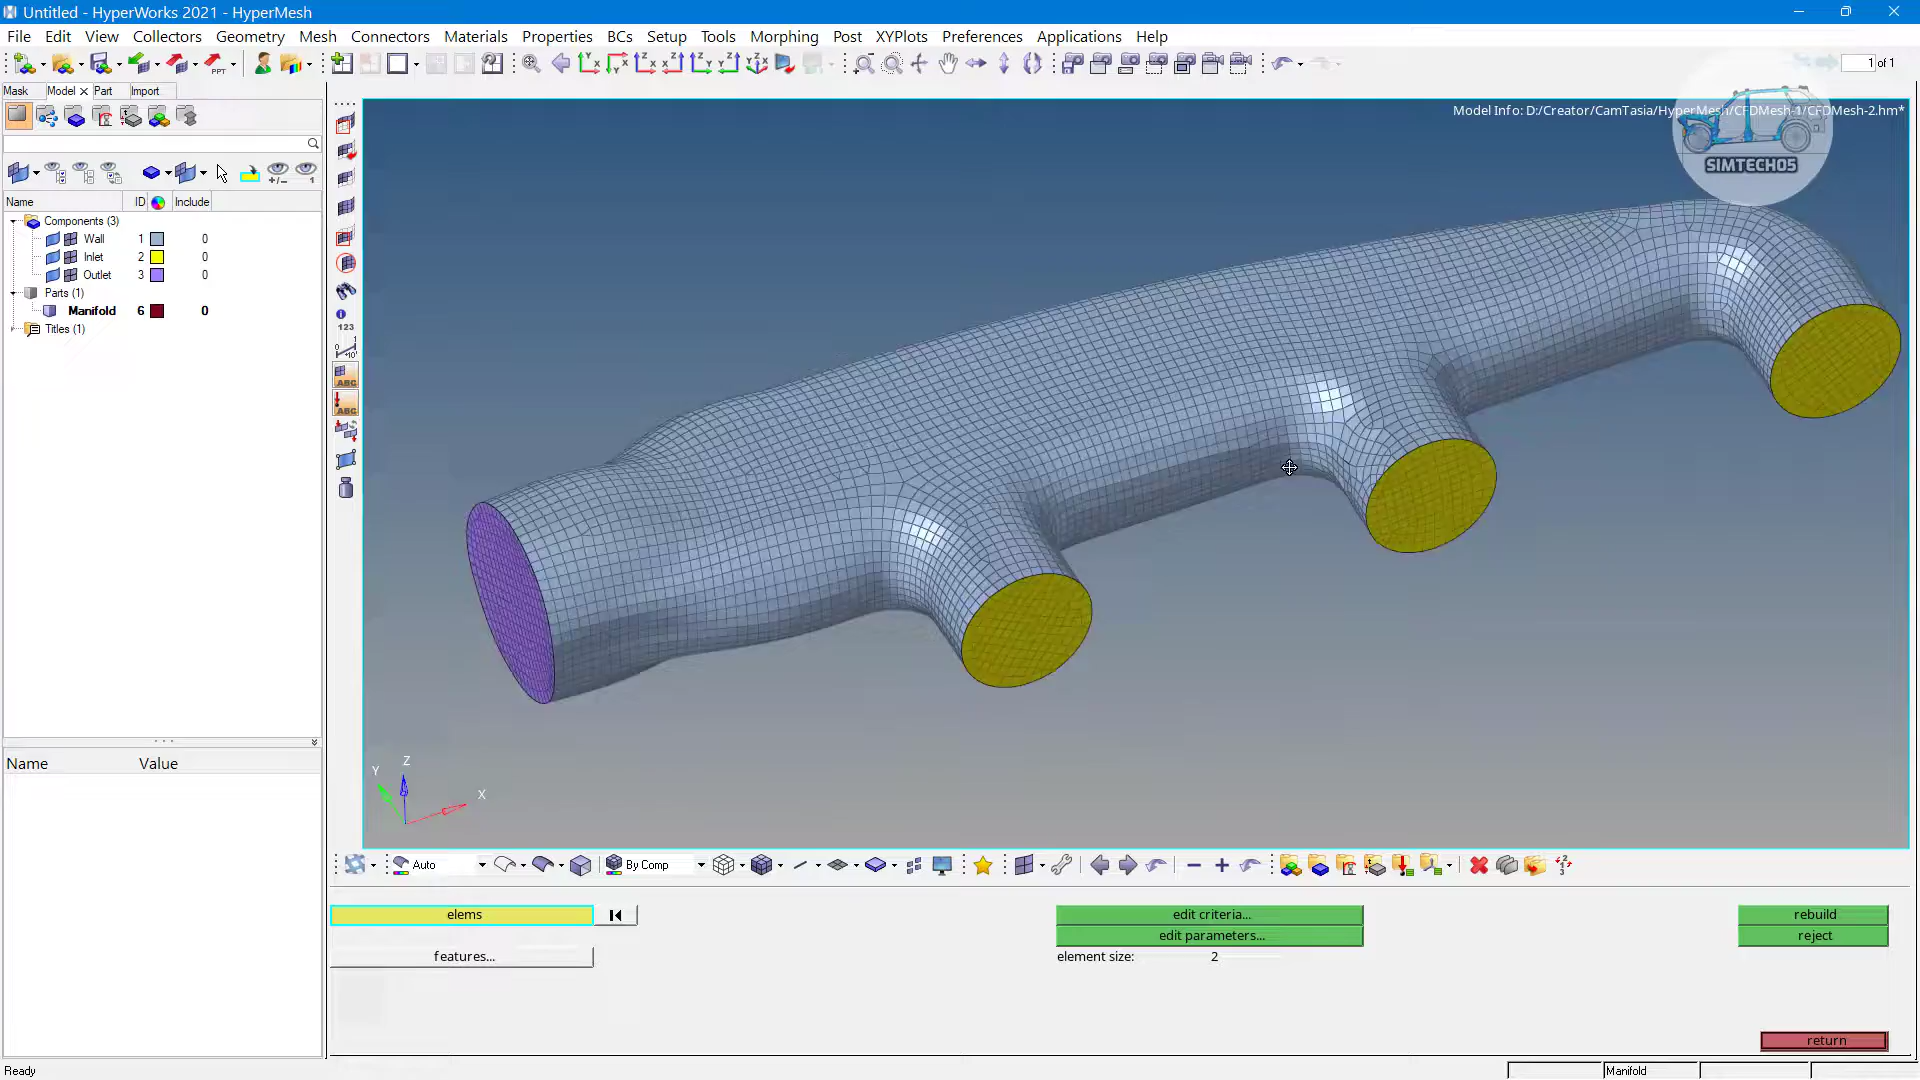 Untitled - HyperWorks 2021 - HyperMesh
File Edit View Collectors Geometry Mesh Connectors Materials Properties BCs Setup Tools Morphing Post XYPlots Preferences Applications Help
1 of 1
Mask Model Part Import
Model Info: D:/Creator/CamTasia/HyperMesh/CFDMesh-1/CFDMesh-2.hm*
SIMTECH05
Name ID Include
Components (3)
Wall 1 0
Inlet 2 0
Outlet 3 0
Parts (1)
Manifold 6 0
Titles (1)
123
ABC
ABC
Name Value
Z
Y
X
Auto
By Comp
elems
features...
edit criteria...
edit parameters...
element size: 2
rebuild
reject
return
Ready
Manifold